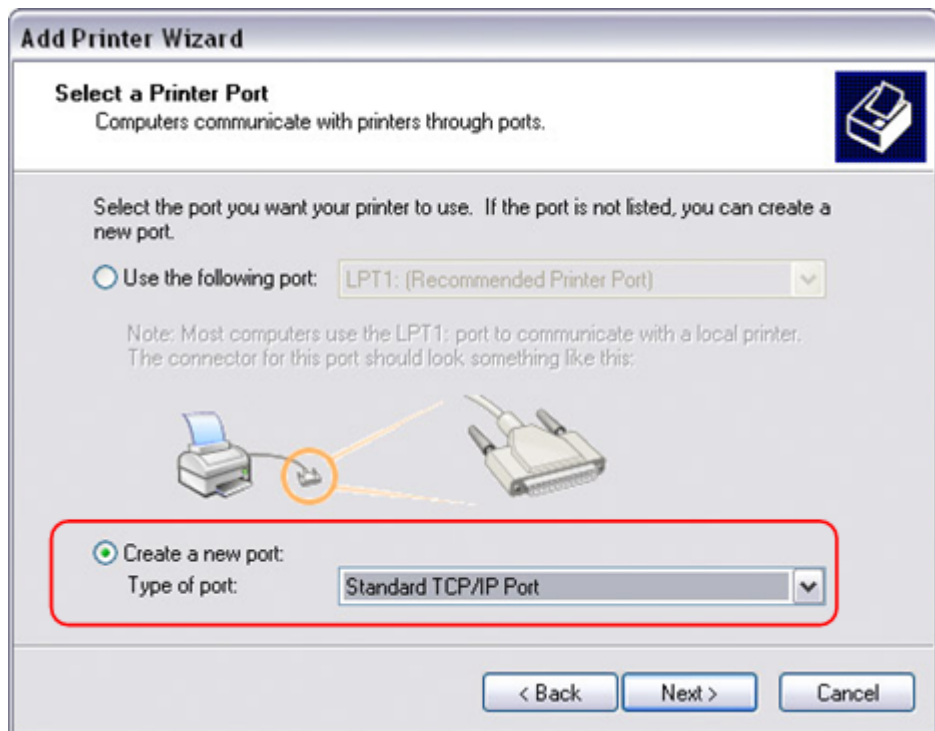 Add Printer Wizard
Select a Printer Port
Computers communicate with printers through ports.
Select the port you want your printer to use. If the port is not listed, you can create a
new port.
Use the following port: LPT1: (Recommended Printer Port)
Note: Most computers use the LPT1: port to communicate with a local printer.
The connector for this port should look something like this:
Create a new port:
Type of port: Standard TCP/IP Port
< Back Next > Cancel